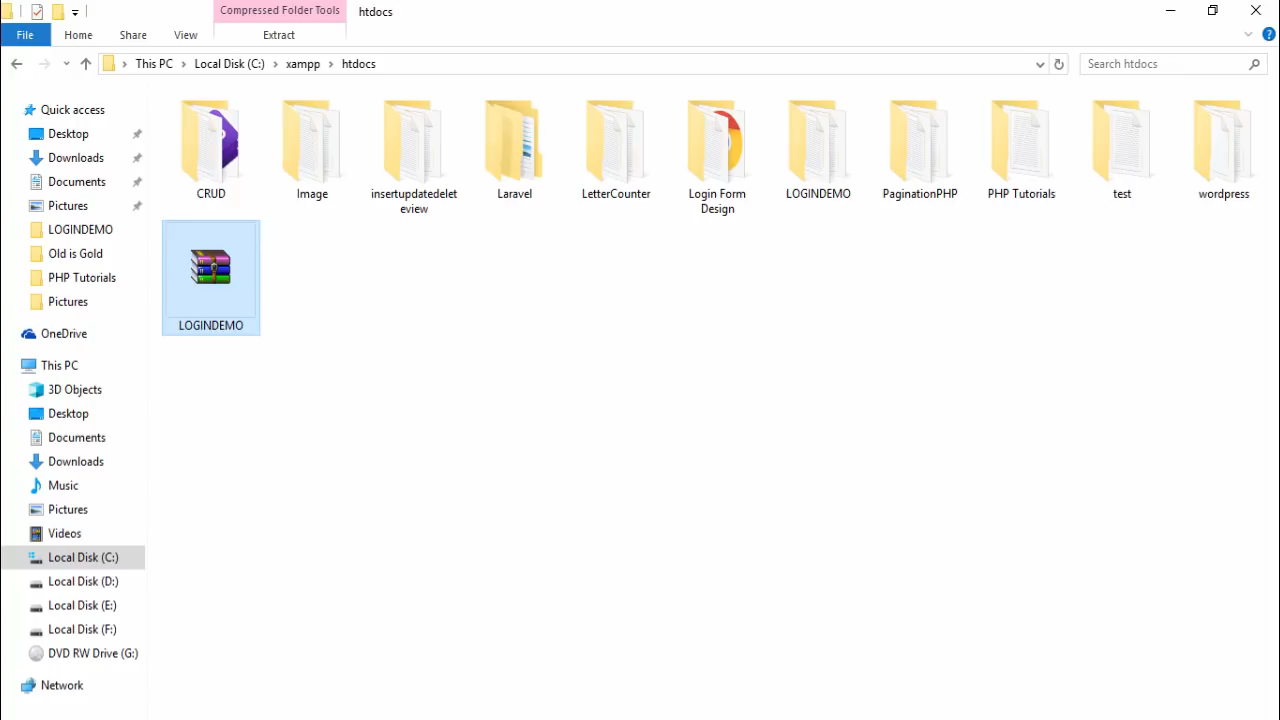 Compressed Folder Tools
htdocs
File
Home
Share
View
Extract
This PC
Local Disk (C:)
xampp
htdocs
Search htdocs
Quick access
Desktop
Downloads
Documents
Pictures
LOGINDEMO
Old is Gold
PHP Tutorials
Pictures
OneDrive
This PC
3D Objects
Desktop
Documents
Downloads
Music
Pictures
Videos
Local Disk (C:)
Local Disk (D:)
Local Disk (E:)
Local Disk (F:)
DVD RW Drive (G:)
Network
CRUD
Image
insertupdatedelet
eview
Laravel
LetterCounter
Login Form
Design
LOGINDEMO
PaginationPHP
PHP Tutorials
test
wordpress
LOGINDEMO